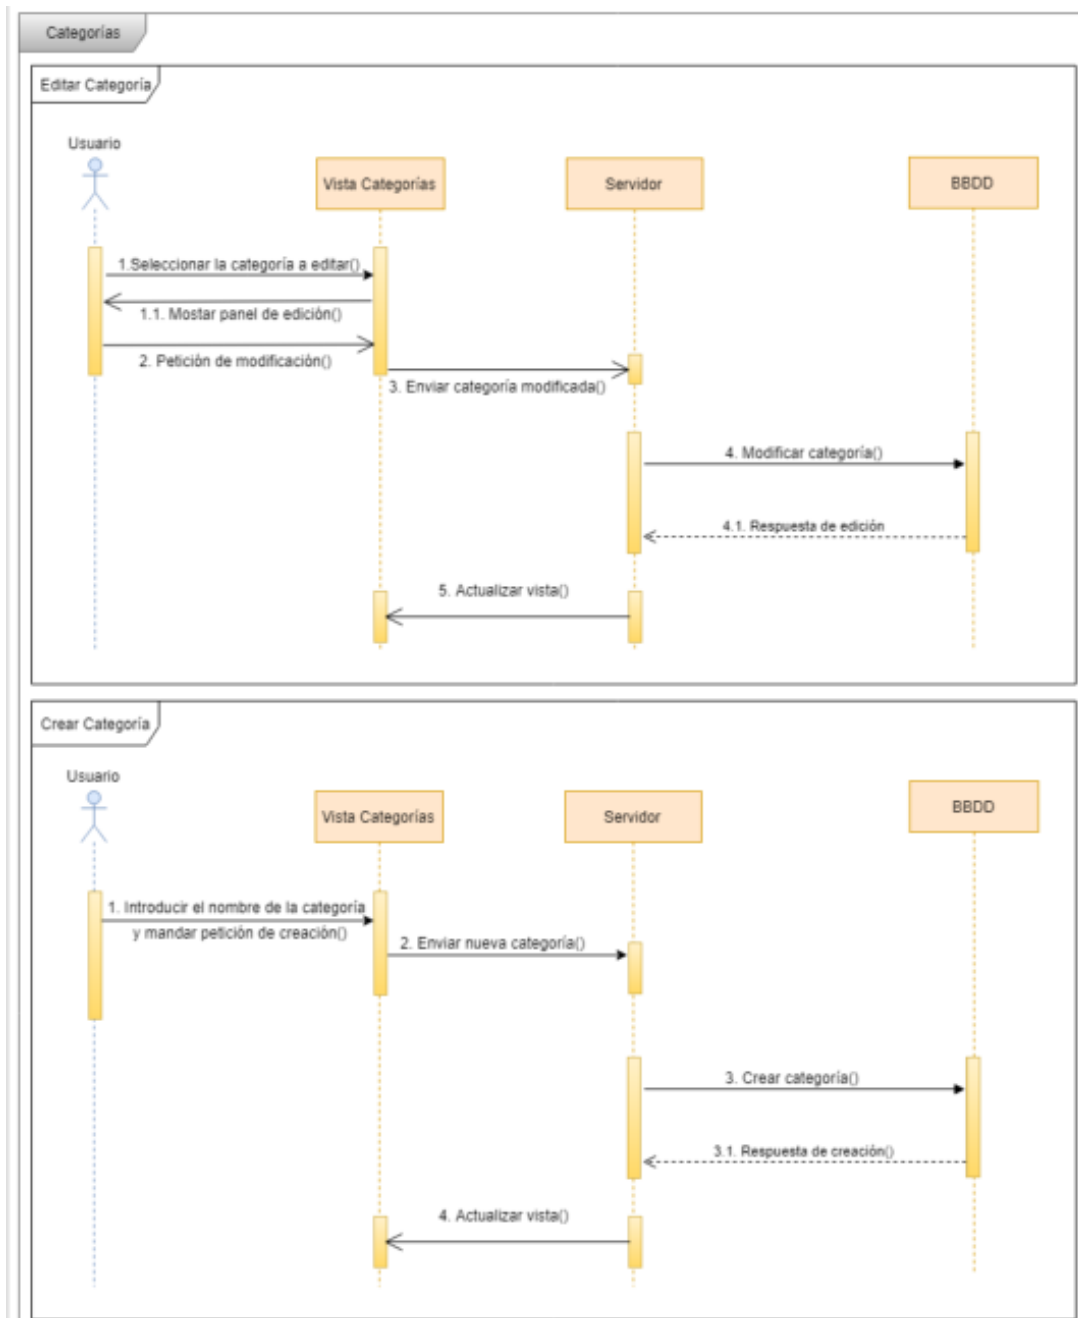 Categorías
Editar Categoría
Usuario
Vista Categorías
Servidor
BBDD
1.Seleccionar la categoría a editar()
1.1. Mostar panel de edición()
2. Petición de modificación()
3. Enviar categoría modificada()
4. Modificar categoría()
4.1. Respuesta de edición
5. Actualizar vista()
Crear Categoría
Usuario
Vista Categorías
Servidor
BBDD
1. Introducir el nombre de la categoría
y mandar petición de creación()
2. Enviar nueva categoría()
3. Crear categoría()
3.1. Respuesta de creación()
4. Actualizar vista()